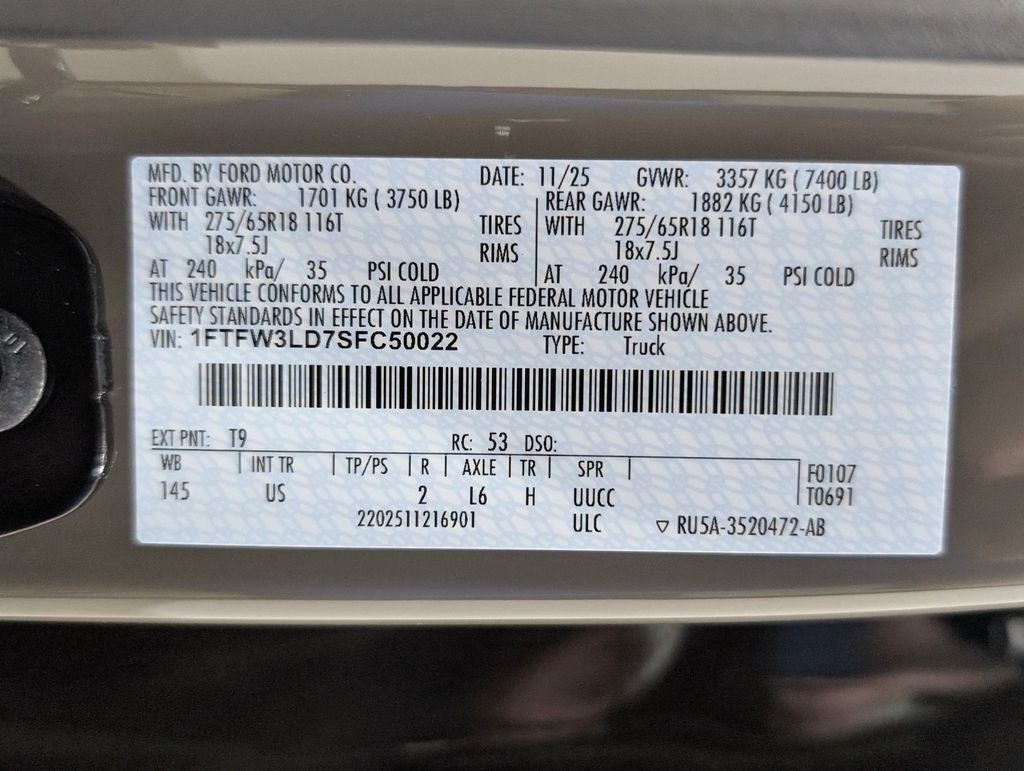 MFD. BY FORD MOTOR CO. DATE: 11/25 GVWR: 3357 KG ( 7400 LB)
FRONT GAWR: 1701 KG ( 3750 LB) REAR GAWR: 1882 KG ( 4150 LB)
WITH 275/65R18 116T TIRES WITH 275/65R18 116T TIRES
18x7.5J RIMS 18x7.5J RIMS
AT 240 kPa/ 35 PSI COLD AT 240 kPa/ 35 PSI COLD
THIS VEHICLE CONFORMS TO ALL APPLICABLE FEDERAL MOTOR VEHICLE
SAFETY STANDARDS IN EFFECT ON THE DATE OF MANUFACTURE SHOWN ABOVE.
VIN: 1FTFW3LD7SFC50022 TYPE: Truck
EXT PNT: T9 RC: 53 DSO:
WB INT TR TP/PS R AXLE TR SPR F0107
145 US 2 L6 H UUCC T0691
2202511216901 ULC ▽ RU5A-3520472-AB
10